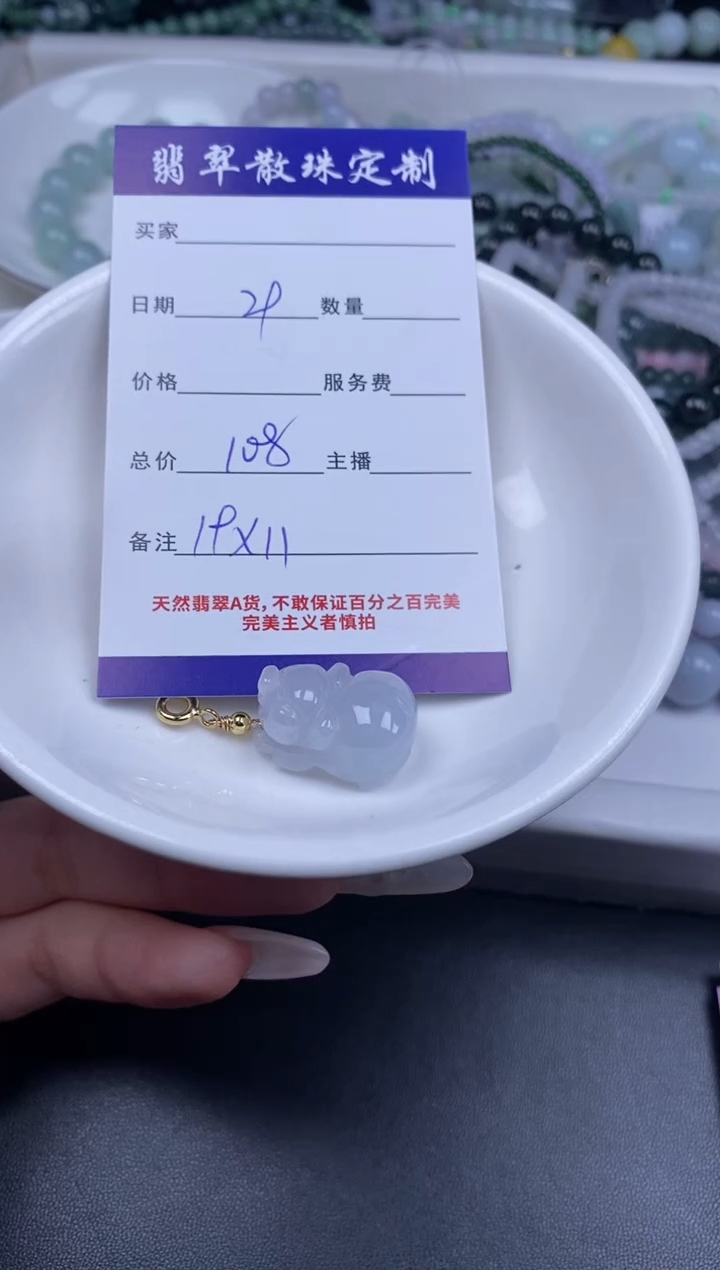 翡翠散珠定制
买家
日期 29 数量
价格 服务费
总价 108 主播
备注 19X11
天然翡翠A货,不敢保证百分之百完美
完美主义者慎拍